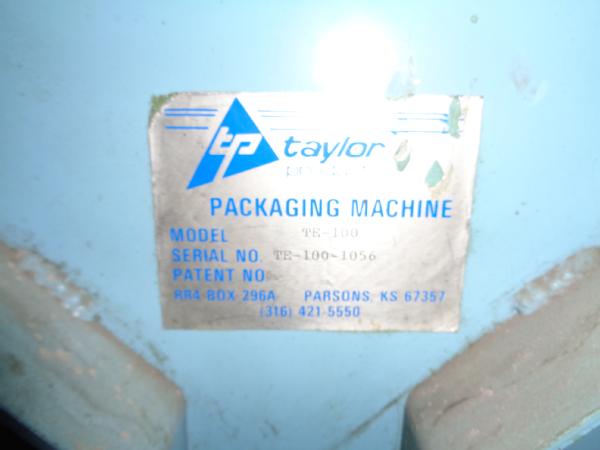 tp taylor
products
PACKAGING MACHINE
MODEL TE-100
SERIAL NO. TE-100-1056
PATENT NO
RR4 BOX 296A PARSONS, KS 67357
(316) 421-5550